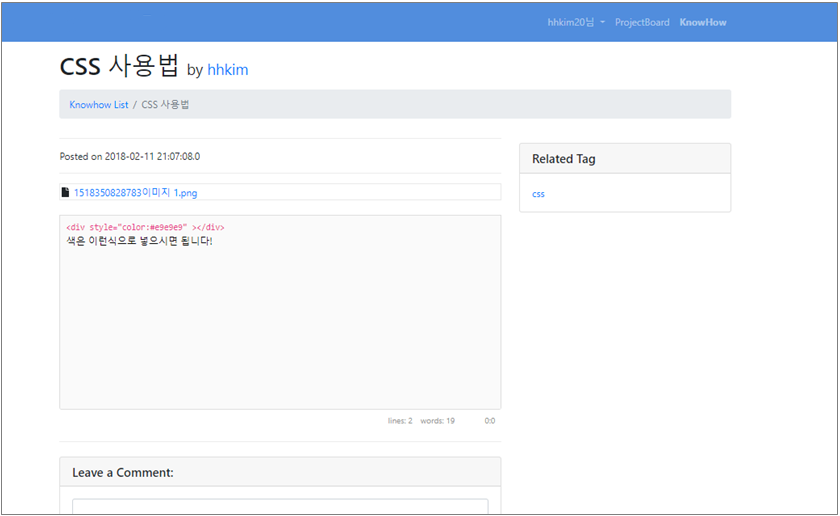 hhkim20님 ProjectBoard KnowHow
CSS 사용법 by hhkim
Knowhow List / CSS 사용법
Posted on 2018-02-11 21:07:08.0
1518350828783이미지 1.png
<div style="color:#e9e9e9" ></div>
색은 이런식으로 넣으시면 됩니다!
lines: 2 words: 19 0:0
Related Tag
css
Leave a Comment: